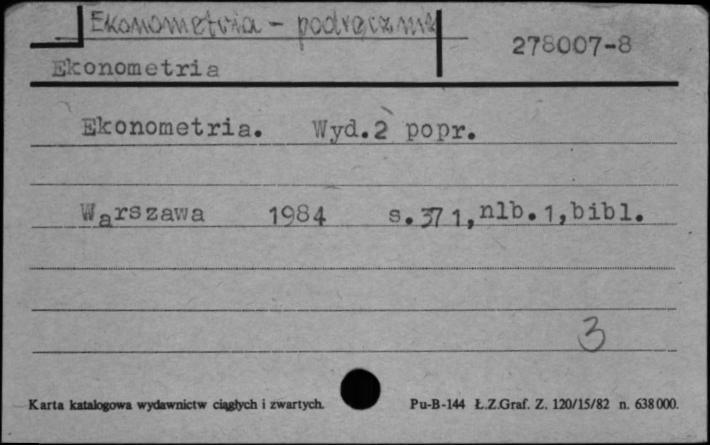 Ekonometria - podręcznik
278007-8
Ekonometria
Ekonometria. Wyd.2 popr.
Warszawa 1984 s.371,nlb.1,bibl.
3
Karta katalogowa wydawnictw ciągłych i zwartych. Pu-B-144 Ł.Z.Graf. Z. 120/15/82 n. 638000.